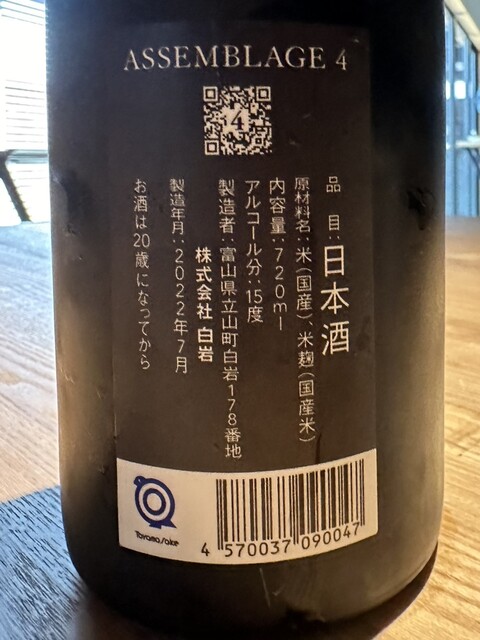 ASSEMBLAGE 4
4
品目:日本酒
原材料名:米(国産)、米麹(国産米)
内容量:720ml
アルコール分:15度
製造者:富山県立山町白岩178番地
株式会社 白岩
製造年月:2022年7月
お酒は20歳になってから
Toyama/sake
4 570037 090047